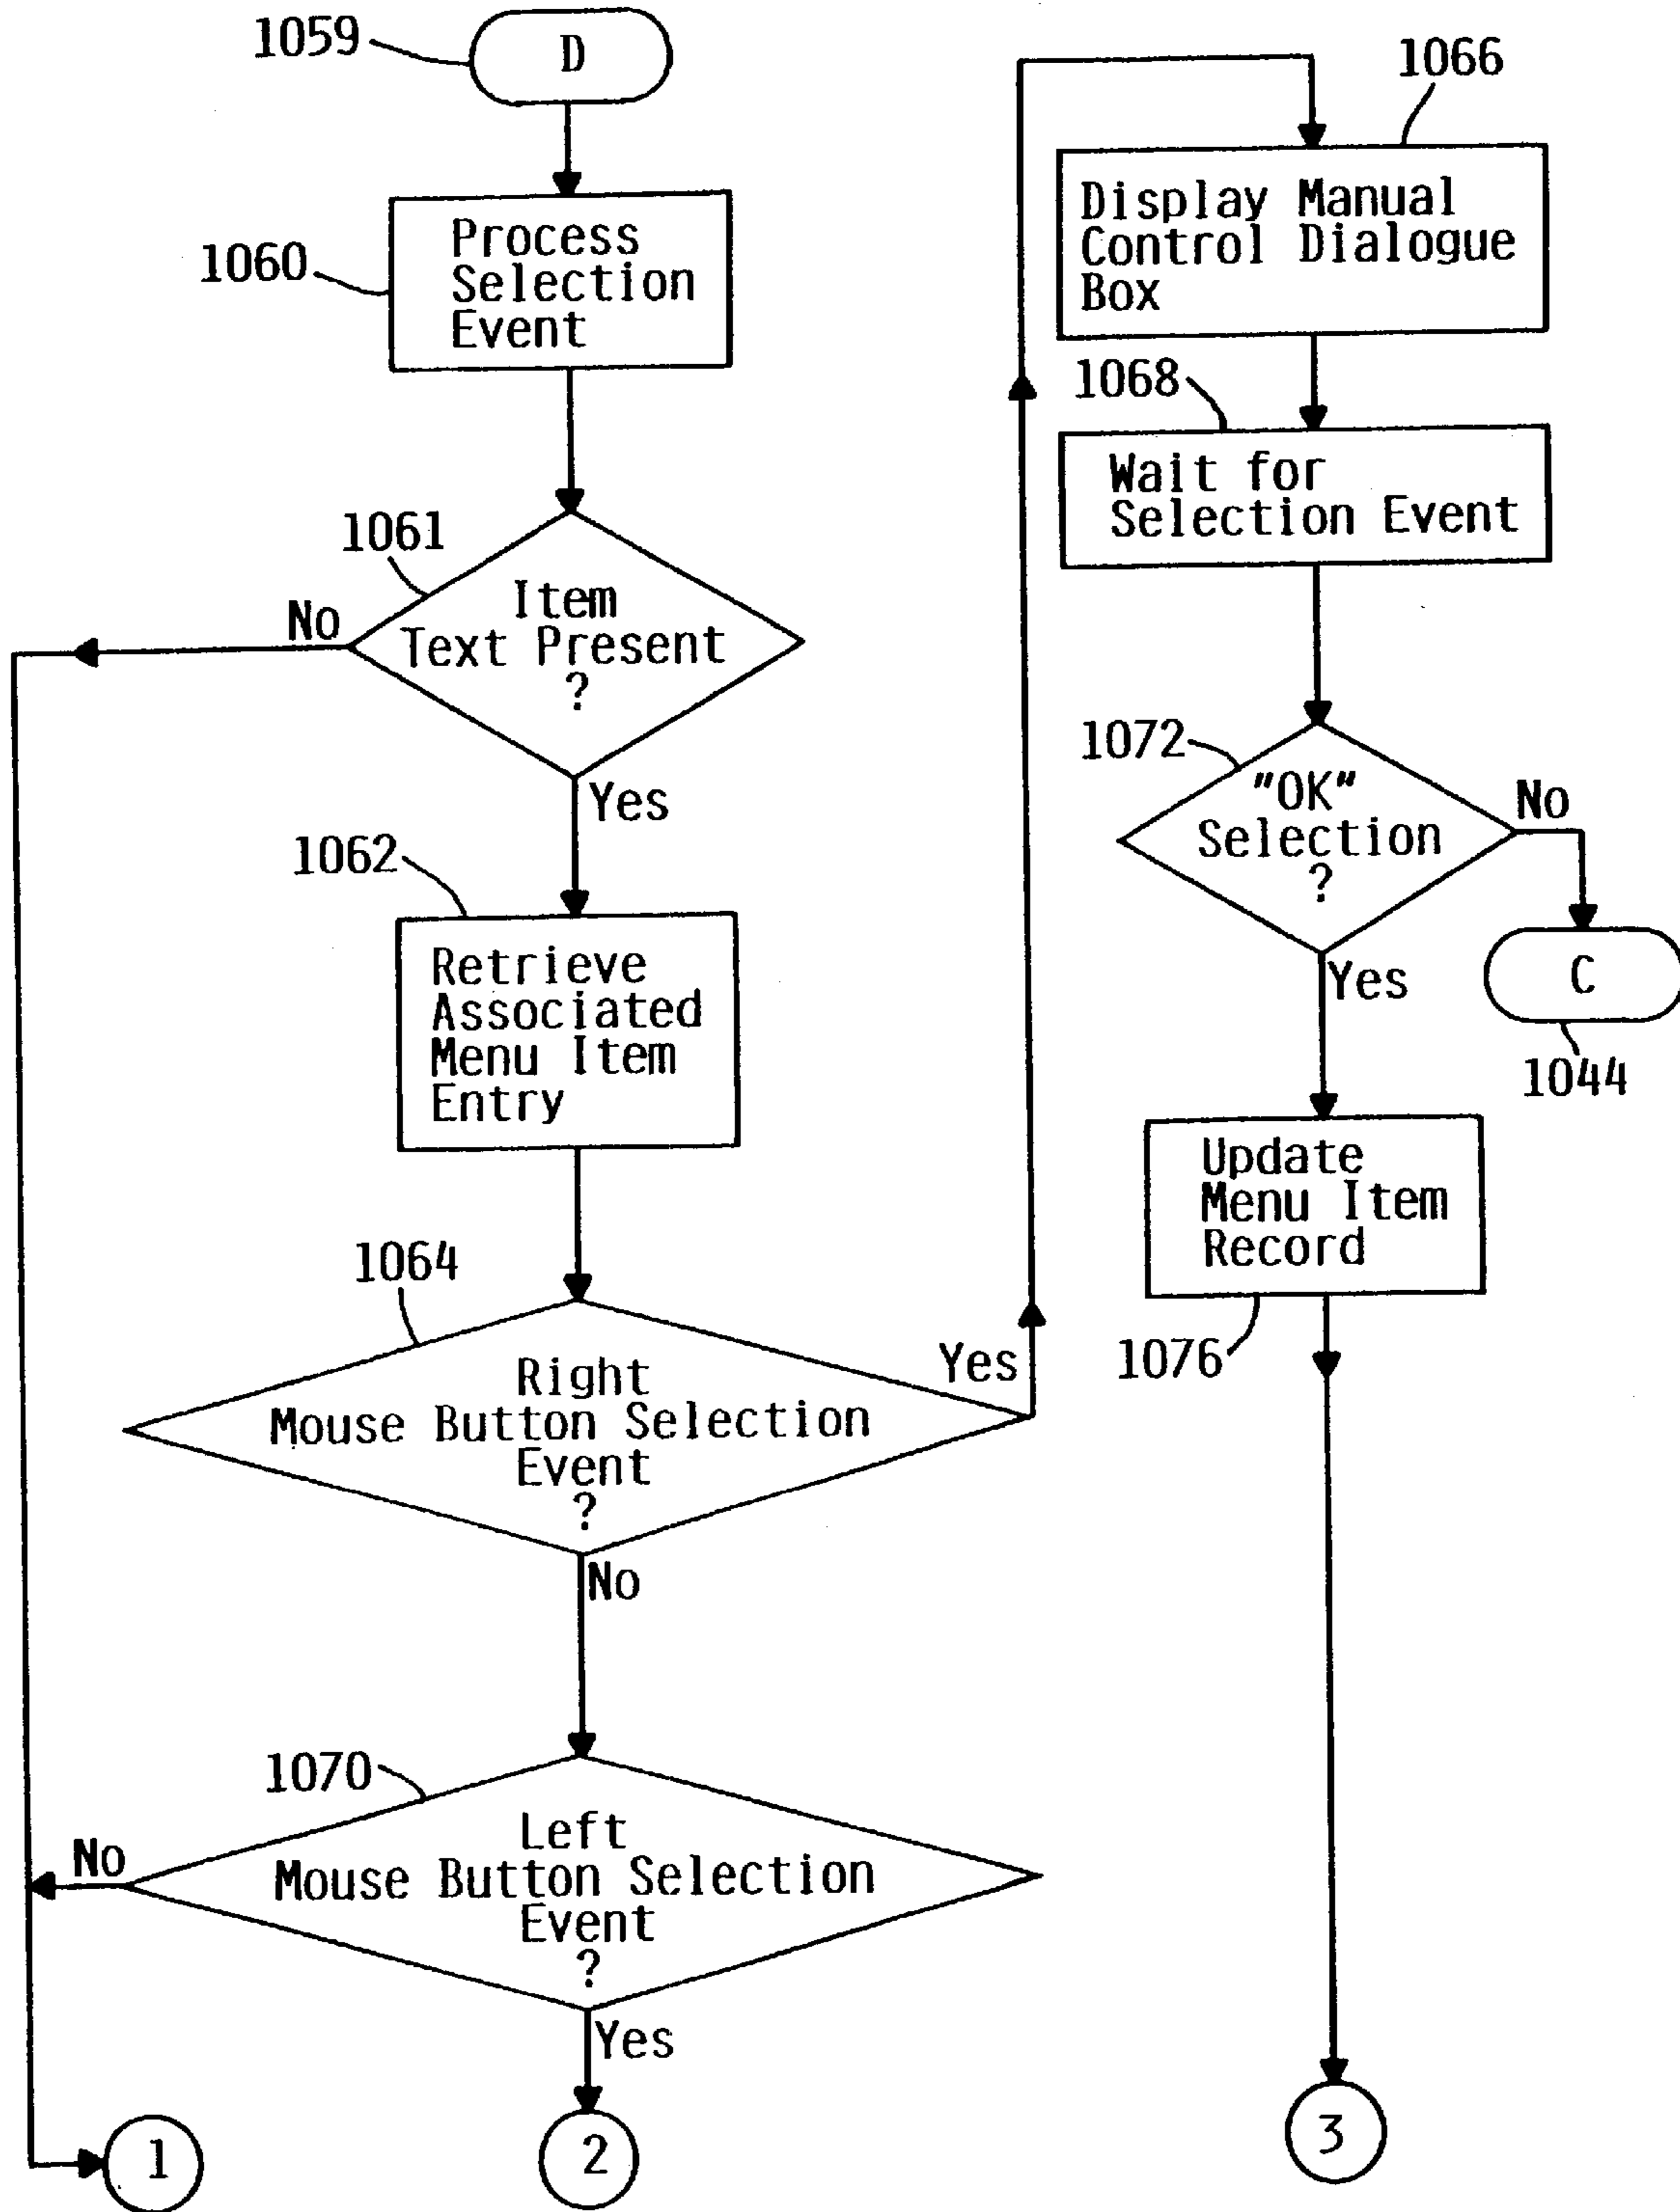 1059
D
1060
Process
Selection
Event
1061
No
Item
Text Present
?
Yes
1062
Retrieve
Associated
Menu Item
Entry
1064
Yes
Right
Mouse Button Selection
Event
?
No
1070
No
Left
Mouse Button Selection
Event
?
Yes
1
2
1066
Display Manual
Control Dialogue
Box
1068
Wait for
Selection Event
1072
"OK"
Selection
?
No
Yes
C
1044
Update
Menu Item
Record
1076
3